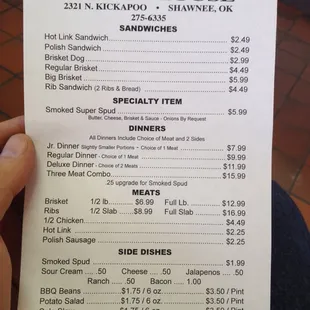 2321 N. KICKAPOO • SHAWNEE, OK
275-6335
SANDWICHES
Hot Link Sandwich $2.49
Polish Sandwich $2.49
Brisket Dog $2.99
Regular Brisket $4.49
Big Brisket $5.99
Rib Sandwich (2 Ribs & Bread) $4.49
SPECIALTY ITEM
Smoked Super Spud $5.99
Butter, Cheese, Brisket & Sauce - Onions By Request
DINNERS
All Dinners Include Choice of Meat and 2 Sides
Jr. Dinner Slightly Smaller Portions - Choice of 1 Meat $7.99
Regular Dinner - Choice of 1 Meat $9.99
Deluxe Dinner - Choice of 2 Meats $11.99
Three Meat Combo $15.99
.25 upgrade for Smoked Spud
MEATS
Brisket 1/2 lb. $6.99 Full Lb. $12.99
Ribs 1/2 Slab $8.99 Full Slab $16.99
1/2 Chicken $4.49
Hot Link $2.25
Polish Sausage $2.25
SIDE DISHES
Smoked Spud $1.99
Sour Cream .50 Cheese .50 Jalapenos .50
Ranch .50 Bacon 1.00
BBQ Beans $1.75 / 6 oz. $3.50 / Pint
Potato Salad $1.75 / 6 oz. $3.50 / Pint